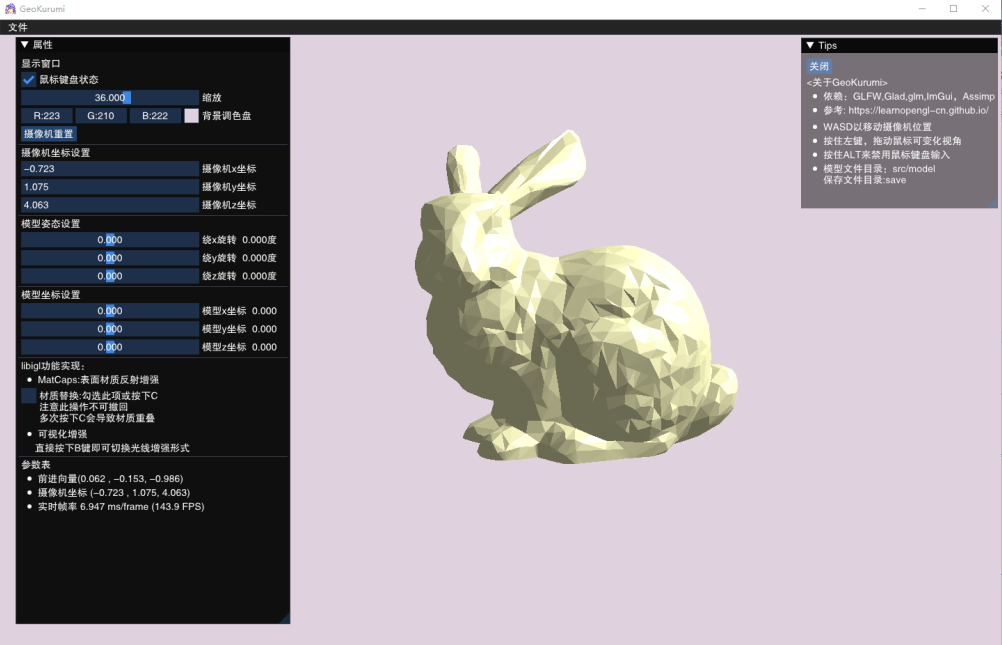 GeoKurumi
文件
属性
显示窗口
鼠标键盘状态
36.000 缩放
R:223 G:210 B:222 背景调色盘
摄像机重置
摄像机坐标设置
-0.723 摄像机x坐标
1.075 摄像机y坐标
4.063 摄像机z坐标
模型姿态设置
0.000 绕x旋转 0.000度
0.000 绕y旋转 0.000度
0.000 绕z旋转 0.000度
模型坐标设置
0.000 模型x坐标 0.000
0.000 模型y坐标 0.000
0.000 模型z坐标 0.000
libigl功能实现:
MatCaps:表面材质反射增强
材质替换:勾选此项或按下C
注意此操作不可撤回
多次按下C会导致材质重叠
可视化增强
直接按下B键即可切换光线增强形式
参数表
前进向量(0.062 , -0.153, -0.986)
摄像机坐标 (-0.723 , 1.075, 4.063)
实时帧率 6.947 ms/frame (143.9 FPS)
Tips
关闭
<关于GeoKurumi>
依赖: GLFW,Glad,glm,ImGui, Assimp
参考: https://learnopengl-cn.github.io/
WASD以移动摄像机位置
按住左键，拖动鼠标可变化视角
按住ALT来禁用鼠标键盘输入
模型文件目录: src/model
保存文件目录:save